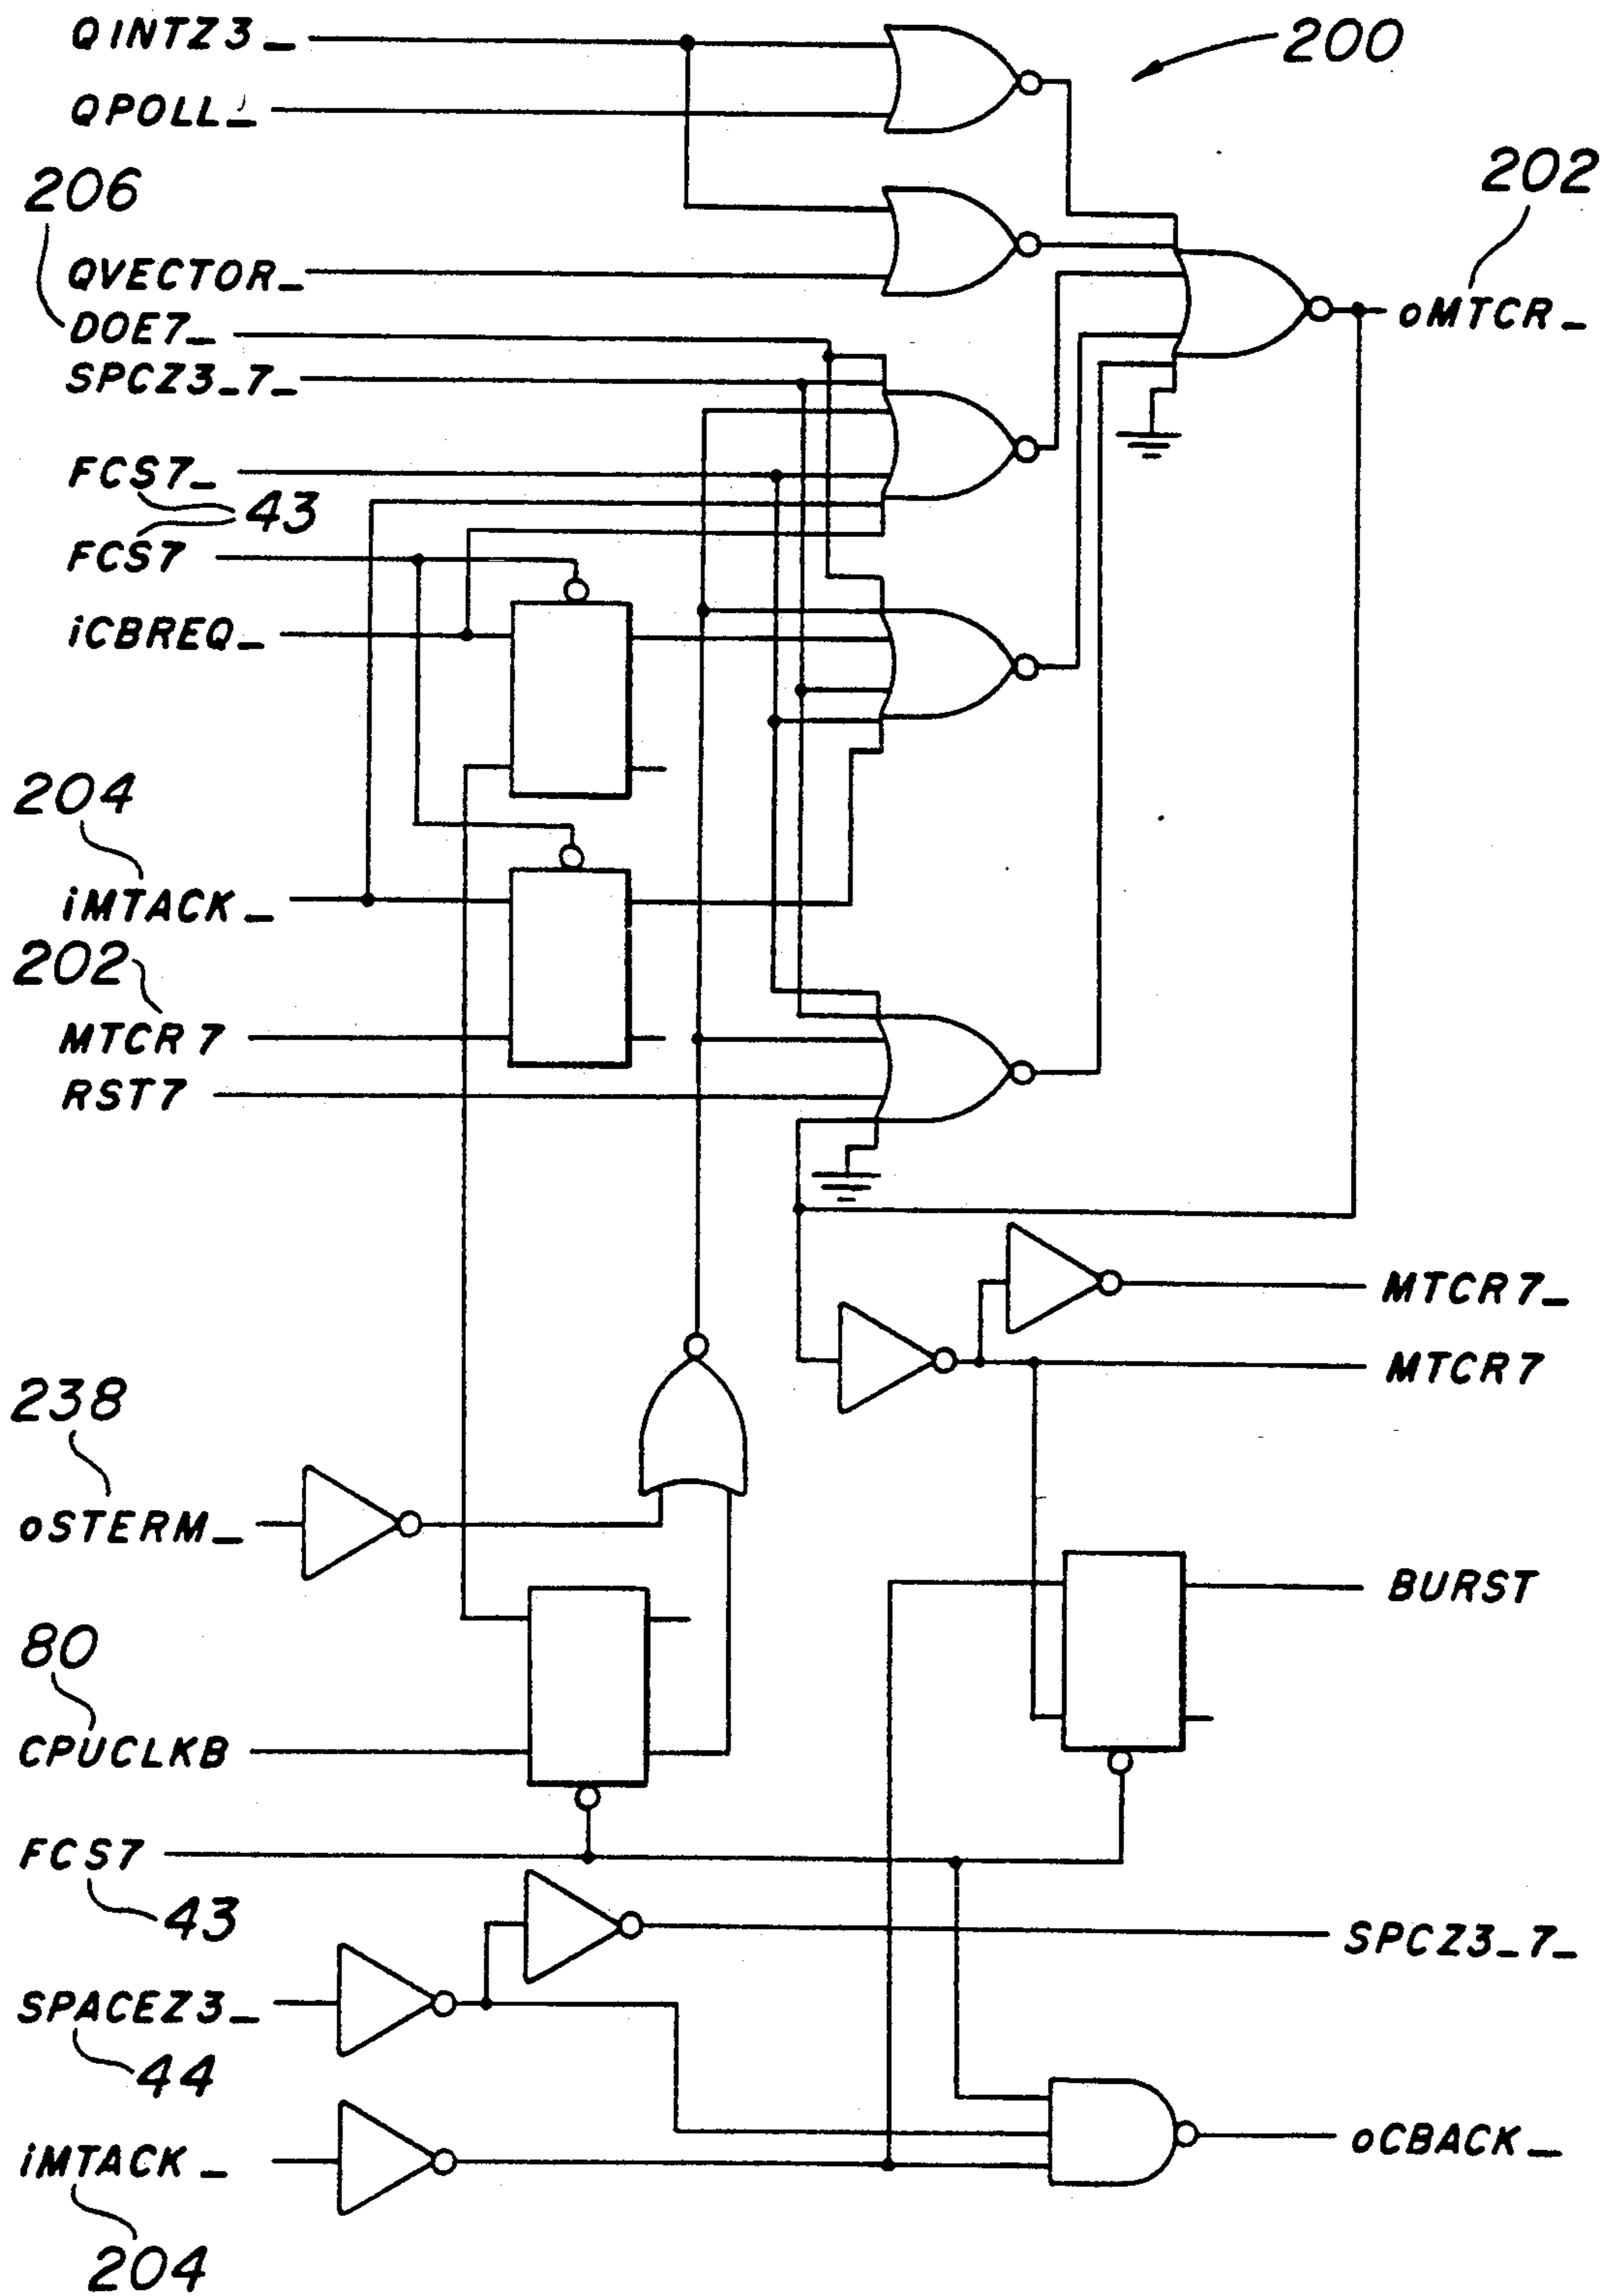 QINTZ3_
200
QPOLL_
202
206
QVECTOR_
DOE7_
oMTCR_
SPCZ3_7_
FCS7_
43
FCS7
iCBREQ_
204
iMTACK_
202
MTCR7
RST7
MTCR7_
MTCR7
238
oSTERM_
BURST
80
CPUCLKB
FCS7
43
SPCZ3_7_
SPACEZ3_
44
oCBACK_
iMTACK_
204